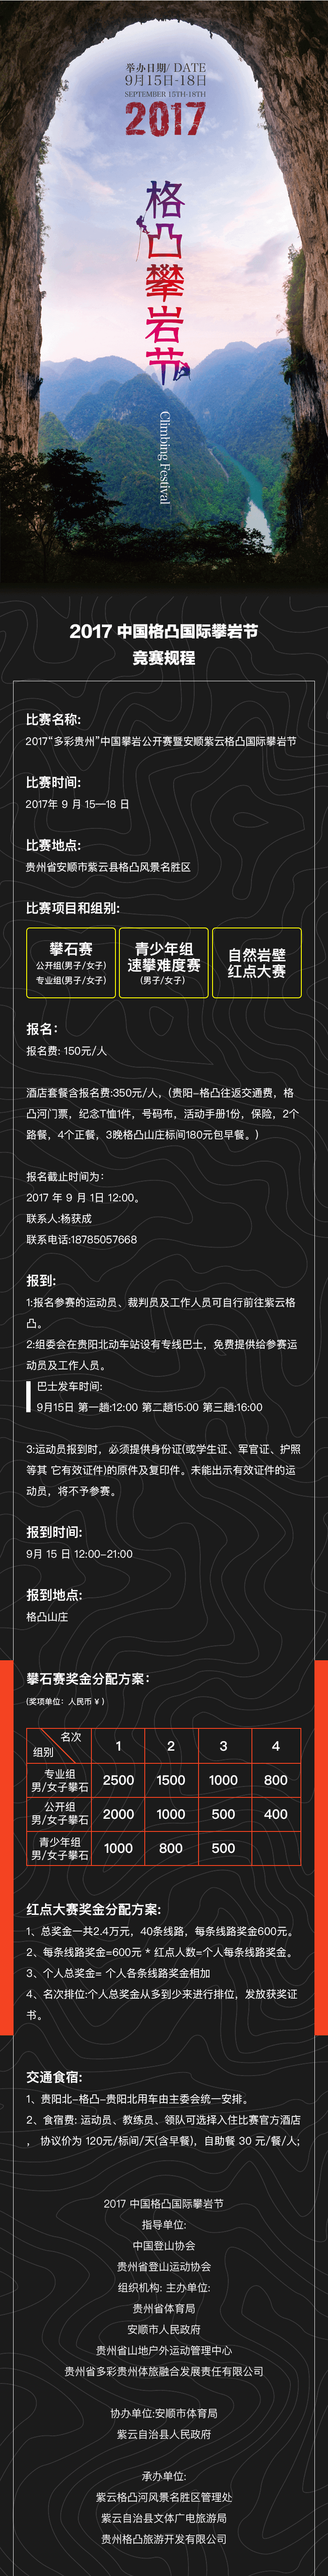 举办日期/ DATE
9月15日-18日
SEPTEMBER 15TH-18TH
2017
格凸攀岩节
Climbing Festival
2017 中国格凸国际攀岩节
竞赛规程
比赛名称:
2017“多彩贵州”中国攀岩公开赛暨安顺紫云格凸国际攀岩节
比赛时间:
2017年 9 月 15—18 日
比赛地点:
贵州省安顺市紫云县格凸风景名胜区
比赛项目和组别:
攀石赛
公开组(男子/女子)
专业组(男子/女子)
青少年组
速攀难度赛
(男子/女子)
自然岩壁
红点大赛
报名：
报名费: 150元/人
酒店套餐含报名费:350元/人，(贵阳-格凸往返交通费，格
凸河门票，纪念T恤1件，号码布，活动手册1份，保险，2个
路餐，4个正餐，3晚格凸山庄标间180元包早餐。)
报名截止时间为：
2017 年 9 月 1日 12:00。
联系人:杨获成
联系电话:18785057668
报到:
1:报名参赛的运动员、裁判员及工作人员可自行前往紫云格
凸。
2:组委会在贵阳北动车站设有专线巴士，免费提供给参赛运
动员及工作人员。
巴士发车时间:
9月15日 第一趟:12:00 第二趟15:00 第三趟:16:00
3:运动员报到时，必须提供身份证(或学生证、军官证、护照
等其 它有效证件)的原件及复印件。未能出示有效证件的运
动员，将不予参赛。
报到时间:
9月 15 日 12:00-21:00
报到地点:
格凸山庄
攀石赛奖金分配方案：
(奖项单位：人民币 ¥ )
名次
组别
1 2 3 4
专业组
男/女子攀石 2500 1500 1000 800
公开组
男/女子攀石 2000 1000 500 400
青少年组
男/女子攀石 1000 800 500
红点大赛奖金分配方案:
1、总奖金一共2.4万元，40条线路，每条线路奖金600元。
2、每条线路奖金=600元 * 红点人数=个人每条线路奖金。
3、个人总奖金= 个人各条线路奖金相加
4、名次排位:个人总奖金从多到少来进行排位，发放获奖证
书。
交通食宿:
1、贵阳北-格凸-贵阳北用车由主委会统一安排。
2、食宿费: 运动员、教练员、领队可选择入住比赛官方酒店
， 协议价为 120元/标间/天(含早餐)，自助餐 30 元/餐/人;
2017 中国格凸国际攀岩节
指导单位:
中国登山协会
贵州省登山运动协会
组织机构: 主办单位:
贵州省体育局
安顺市人民政府
贵州省山地户外运动管理中心
贵州省多彩贵州体旅融合发展责任有限公司
协办单位:安顺市体育局
紫云自治县人民政府
承办单位:
紫云格凸河风景名胜区管理处
紫云自治县文体广电旅游局
贵州格凸旅游开发有限公司